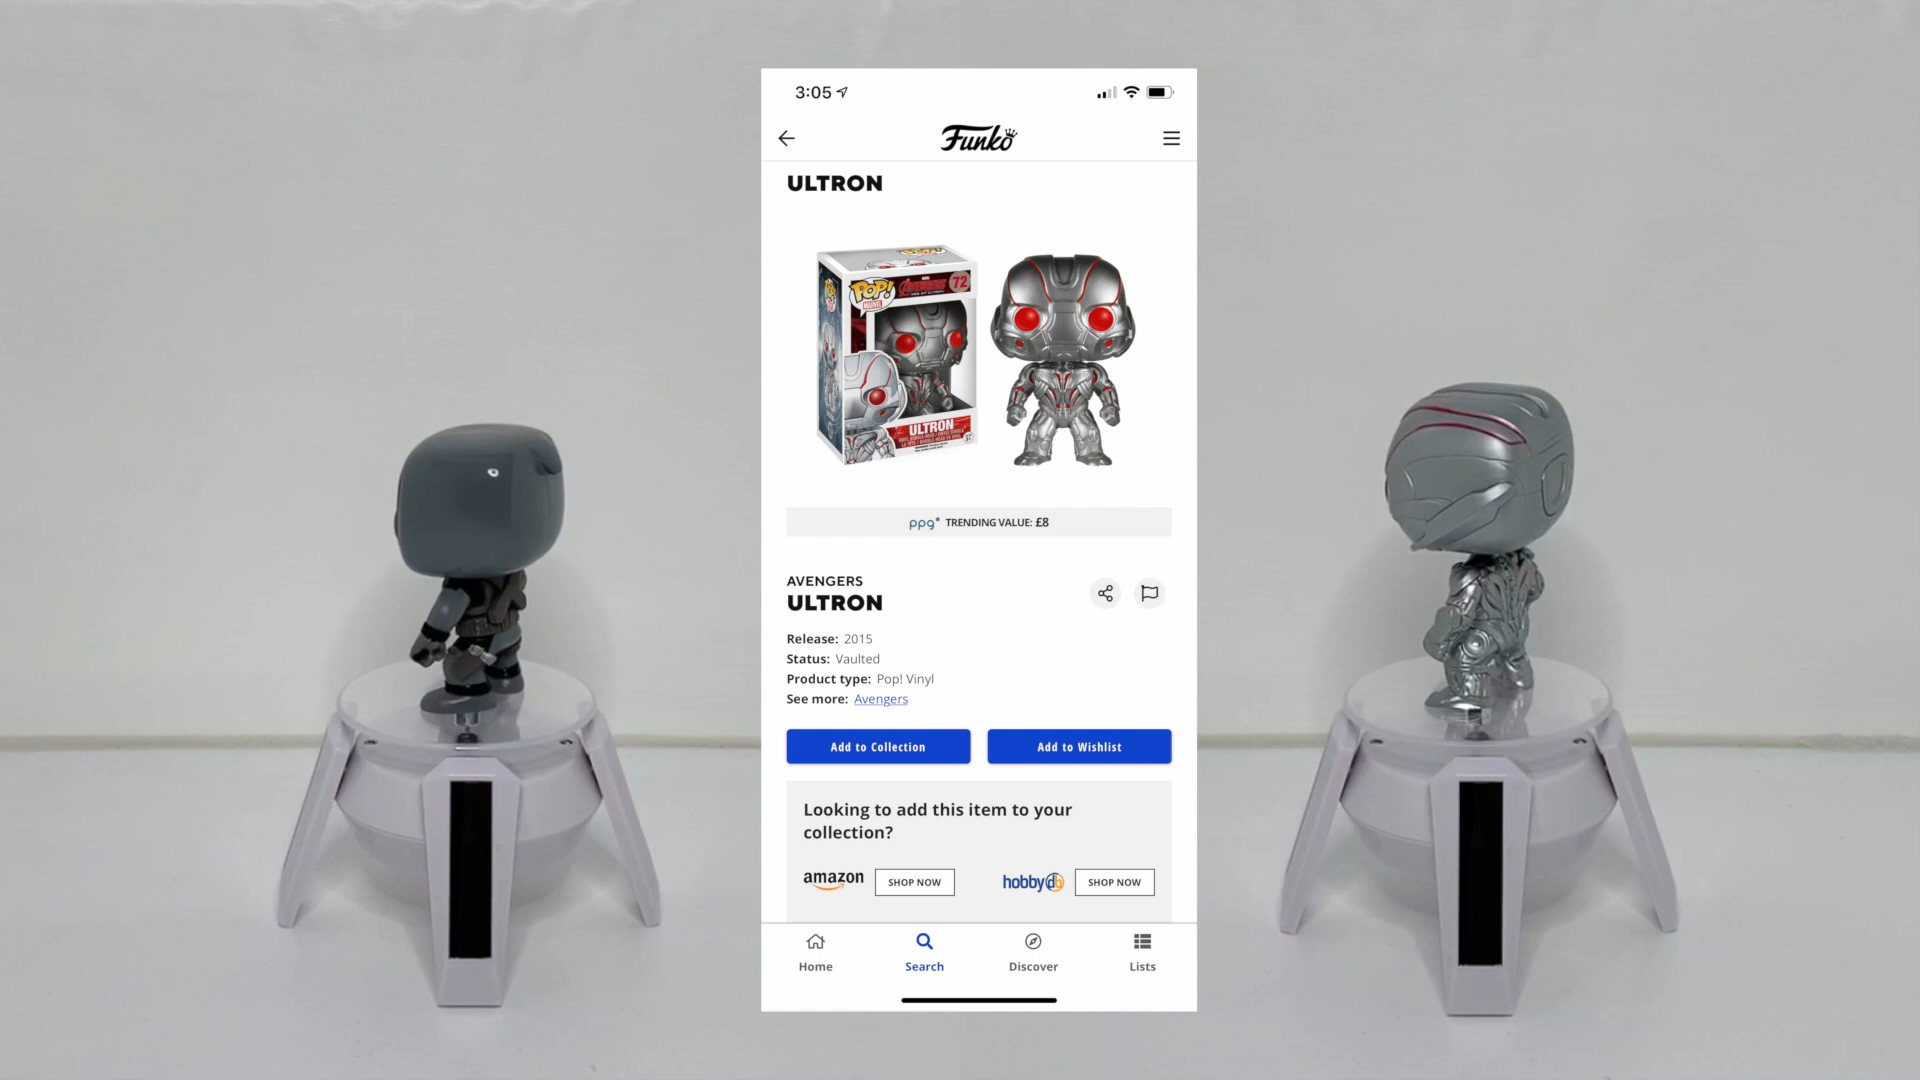 3:05
Funko
ULTRON
POP!
MARVEL
AVENGERS
72
ULTRON
ppg* TRENDING VALUE: £8
AVENGERS
ULTRON
Release: 2015
Status: Vaulted
Product type: Pop! Vinyl
See more: Avengers
Add to Collection
Add to Wishlist
Looking to add this item to your
collection?
amazon
SHOP NOW
hobbydb
SHOP NOW
Home
Search
Discover
Lists